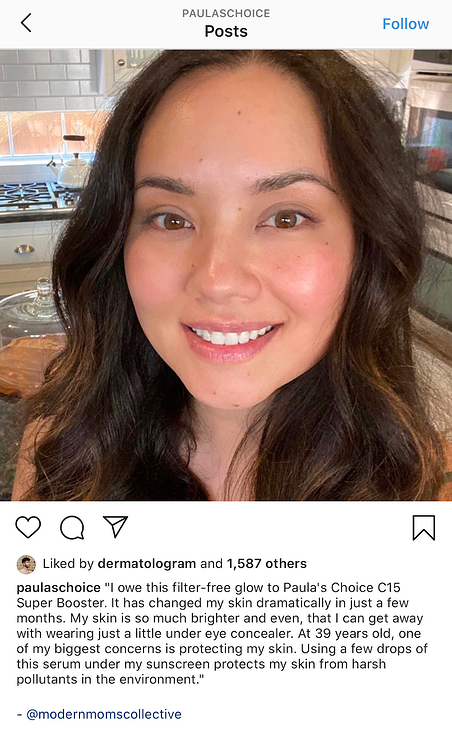 PAULASCHOICE
Posts
Follow
Liked by dermatologram and 1,587 others
paulaschoice "I owe this filter-free glow to Paula's Choice C15
Super Booster. It has changed my skin dramatically in just a few
months. My skin is so much brighter and even, that I can get away
with wearing just a little under eye concealer. At 39 years old, one
of my biggest concerns is protecting my skin. Using a few drops of
this serum under my sunscreen protects my skin from harsh
pollutants in the environment."
- @modernmomscollective